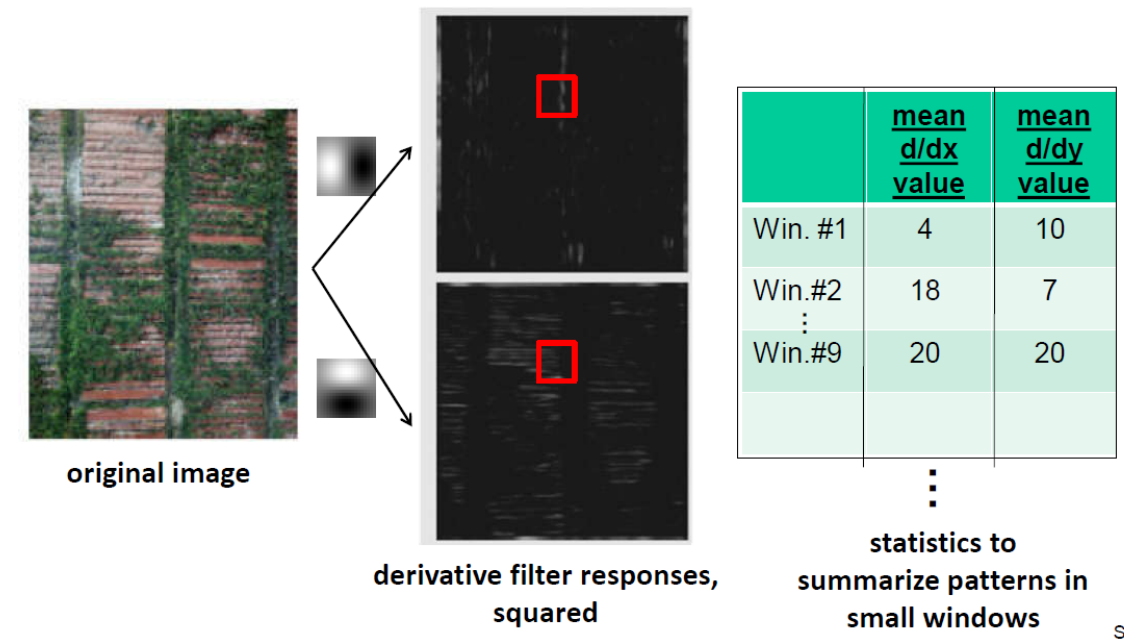 original image
derivative filter responses,
squared
mean
d/dx
value
mean
d/dy
value
Win. #1 4 10
Win.#2 18 7
⋮
Win.#9 20 20
⋮
statistics to
summarize patterns in
small windows
S